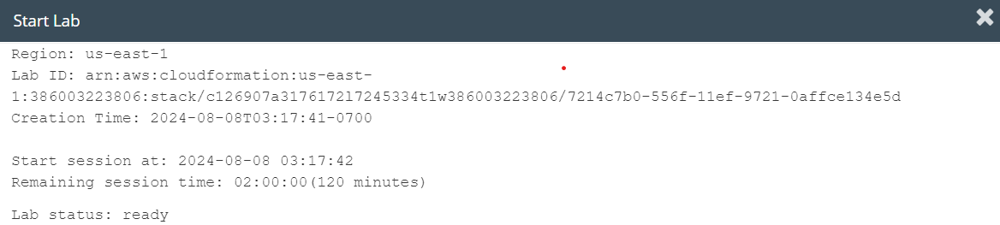 Start Lab
Region: us-east-1
Lab ID: arn:aws:cloudformation:us-east-
1:386003223806:stack/c126907a3176172l7245334t1w386003223806/7214c7b0-556f-11ef-9721-0affce134e5d
Creation Time: 2024-08-08T03:17:41-0700
Start session at: 2024-08-08 03:17:42
Remaining session time: 02:00:00(120 minutes)
Lab status: ready